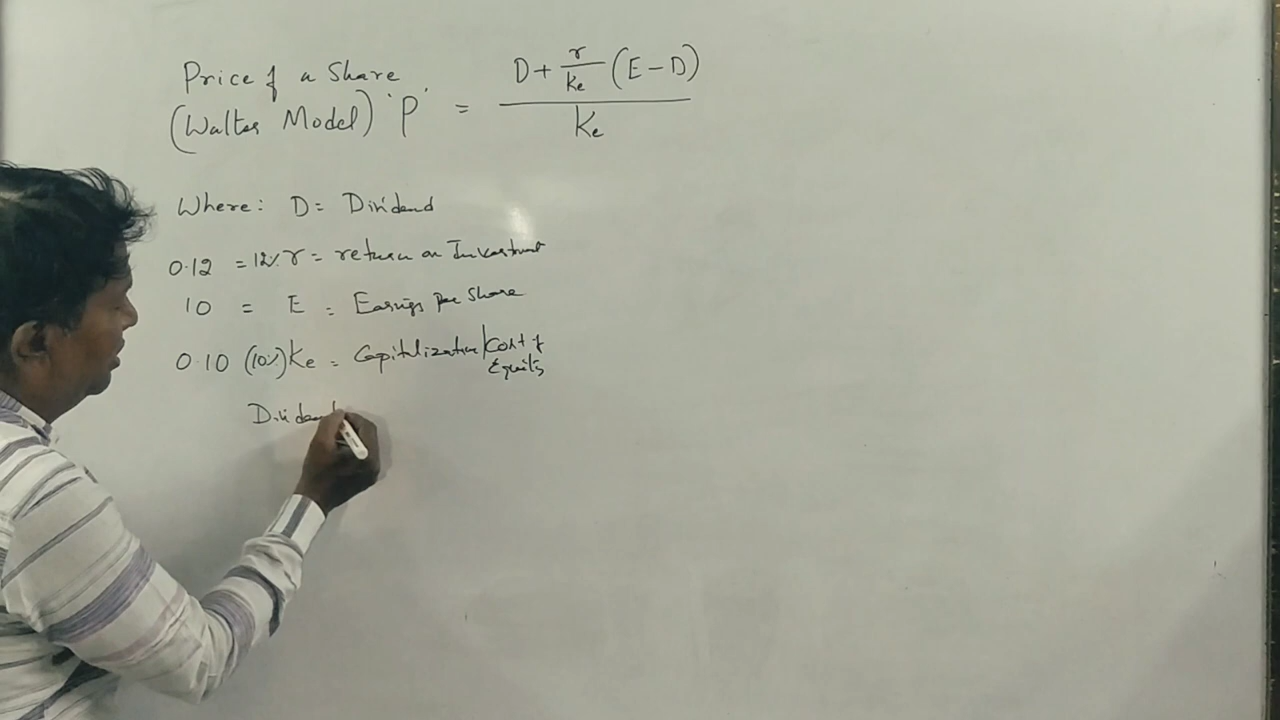 Price of a Share
(Walter Model) 'P' = D + r/Ke (E - D) / Ke
Where: D = Dividend
0.12 = 12% r = return on Investment
10 = E = Earnings Per Share
0.10 (10%) Ke = Capitalization / Cost of Equity
Dividend